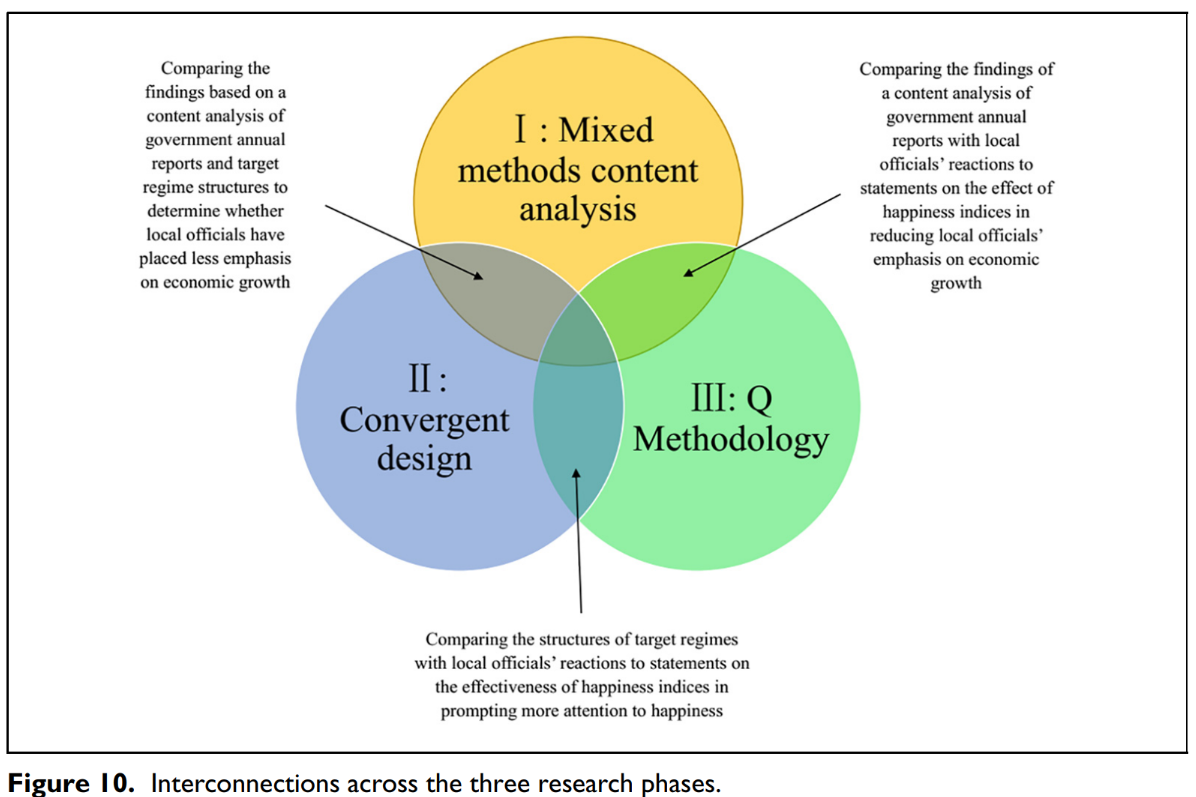 Comparing the
findings based on a
content analysis of
government annual
reports and target
regime structures to
determine whether
local officials have
placed less emphasis
on economic growth
Ⅰ : Mixed
methods content
analysis
Comparing the findings of
a content analysis of
government annual
reports with local
officials’ reactions to
statements on the effect of
happiness indices in
reducing local officials’
emphasis on economic
growth
Ⅱ :
Convergent
design
Ⅲ: Q
Methodology
Comparing the structures of target regimes
with local officials’ reactions to statements on
the effectiveness of happiness indices in
prompting more attention to happiness
Figure 10. Interconnections across the three research phases.